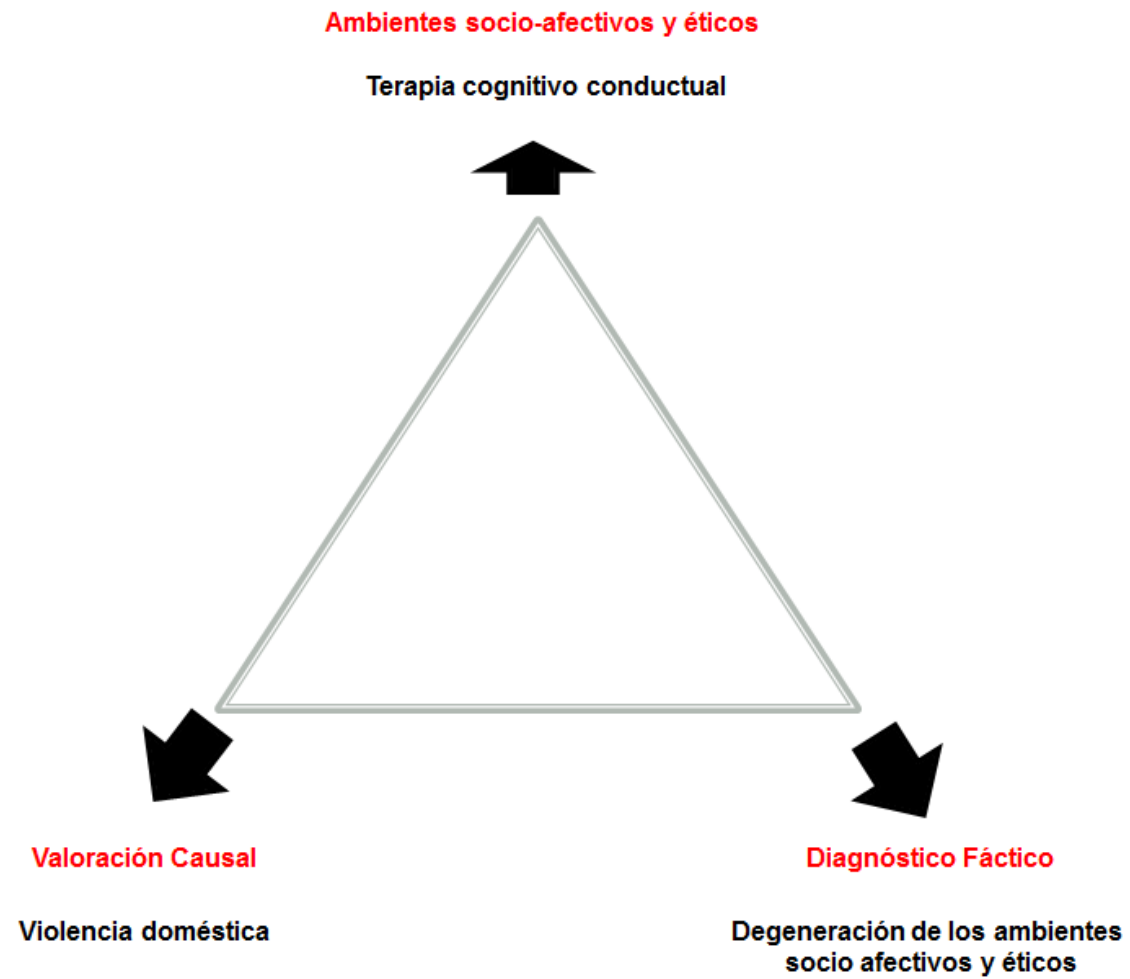 Ambientes socio-afectivos y éticos
Terapia cognitivo conductual
Valoración Causal
Diagnóstico Fáctico
Violencia doméstica
Degeneración de los ambientes
socio afectivos y éticos